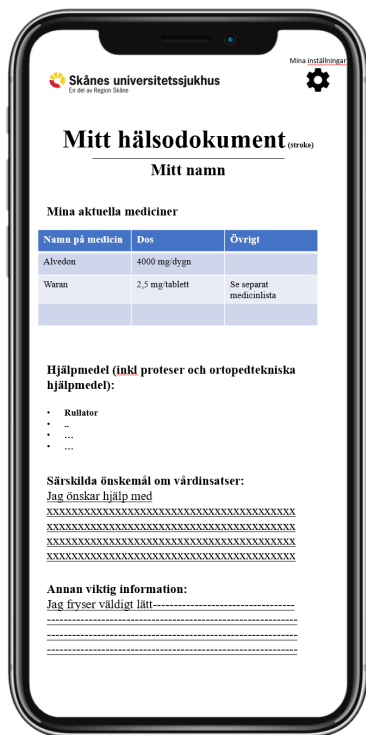 Mina inställningar
Skånes universitetssjukhus
En del av Region Skåne
Mitt hälsodokument (stroke)
Mitt namn
Mina aktuella mediciner
Namn på medicin Dos Övrigt
Alvedon 4000 mg/dygn
Waran 2,5 mg/tablett Se separat
medicinlista
Hjälpmedel (inkl proteser och ortopedtekniska
hjälpmedel):
• Rullator
• ..
• …
• …
Särskilda önskemål om vårdinsatser:
Jag önskar hjälp med
xxxxxxxxxxxxxxxxxxxxxxxxxxxxxxxxxxxxxxxx
xxxxxxxxxxxxxxxxxxxxxxxxxxxxxxxxxxxxxxxx
xxxxxxxxxxxxxxxxxxxxxxxxxxxxxxxxxxxxxxxx
xxxxxxxxxxxxxxxxxxxxxxxxxxxxxxxxxxxxxxxx
Annan viktig information:
Jag fryser väldigt lätt----------------------------------
------------------------------------------------------------
------------------------------------------------------------
------------------------------------------------------------